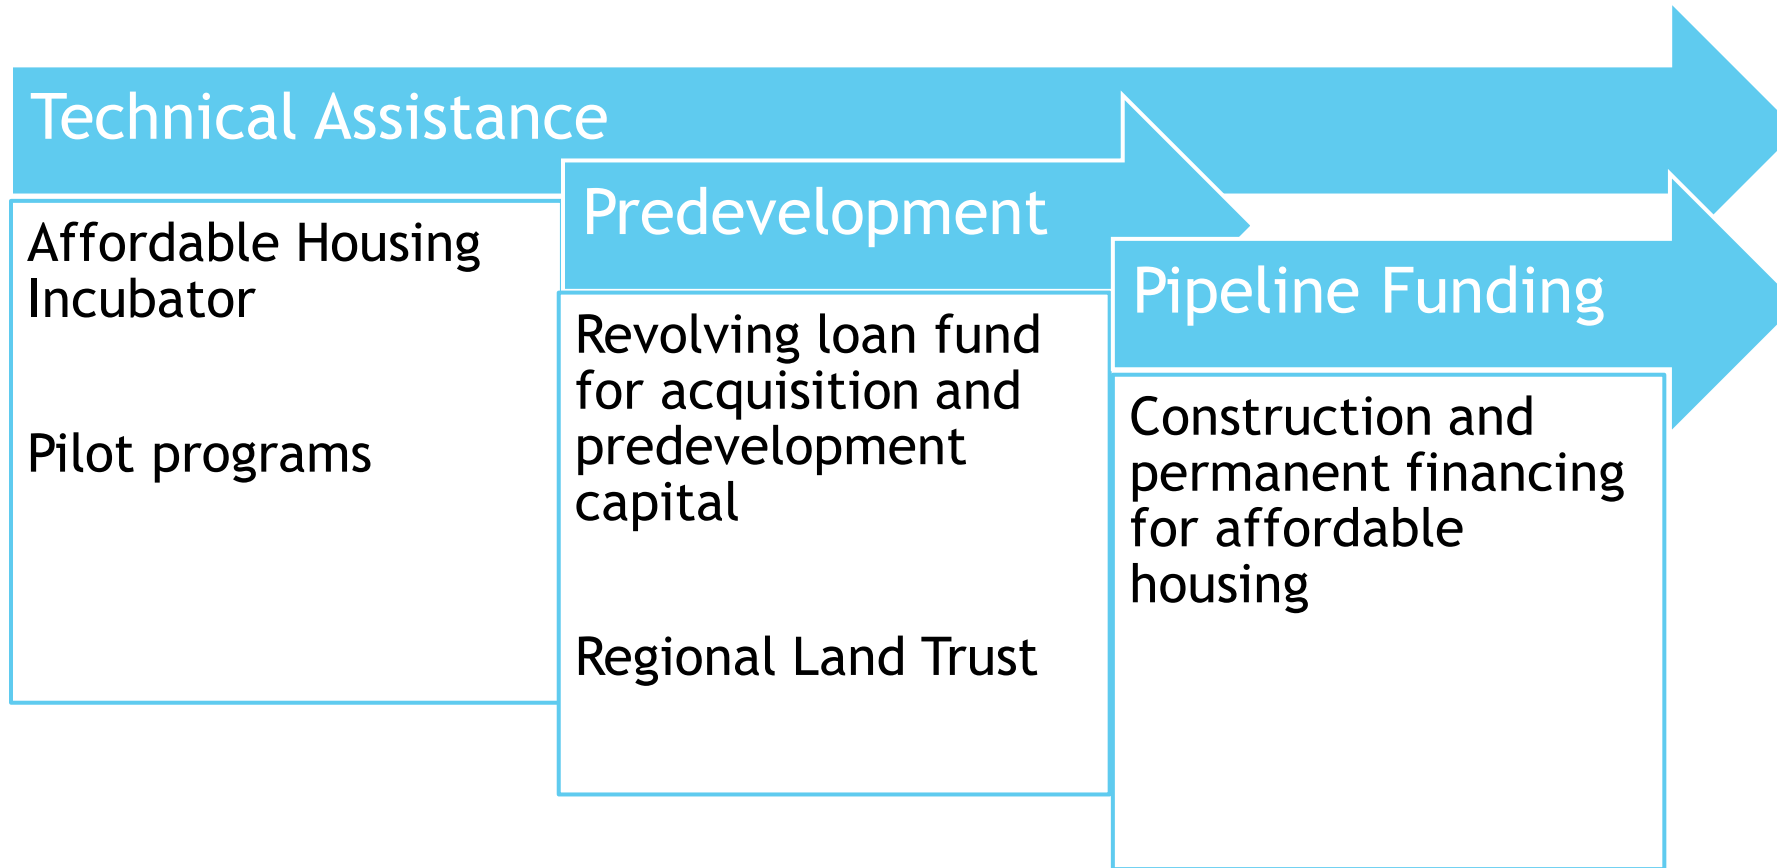 Technical Assistance
Affordable Housing
Incubator
Pilot programs
Predevelopment
Revolving loan fund
for acquisition and
predevelopment
capital
Regional Land Trust
Pipeline Funding
Construction and
permanent financing
for affordable
housing